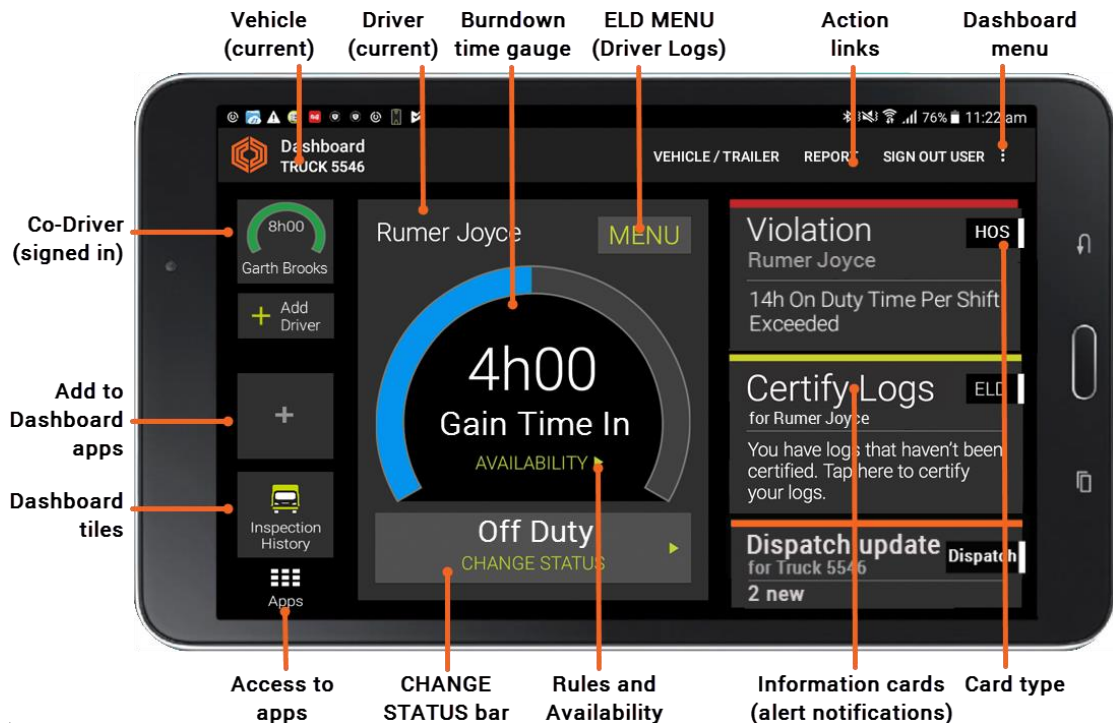 Vehicle
(current)
Driver
(current)
Burndown
time gauge
ELD MENU
(Driver Logs)
Action
links
Dashboard
menu
76% 11:22 am
Dashboard
TRUCK 5546
VEHICLE / TRAILER
REPORT
SIGN OUT USER
Co-Driver
(signed in)
8h00
Garth Brooks
+ Add
Driver
Add to
Dashboard
apps
+
Dashboard
tiles
Inspection
History
Apps
Rumer Joyce
MENU
4h00
Gain Time In
AVAILABILITY
Off Duty
CHANGE STATUS
Violation
HOS
Rumer Joyce
14h On Duty Time Per Shift
Exceeded
Certify Logs
ELD
for Rumer Joyce
You have logs that haven't been
certified. Tap here to certify
your logs.
Dispatch update
Dispatch
for Truck 5546
2 new
Access to
apps
CHANGE
STATUS bar
Rules and
Availability
Information cards
(alert notifications)
Card type